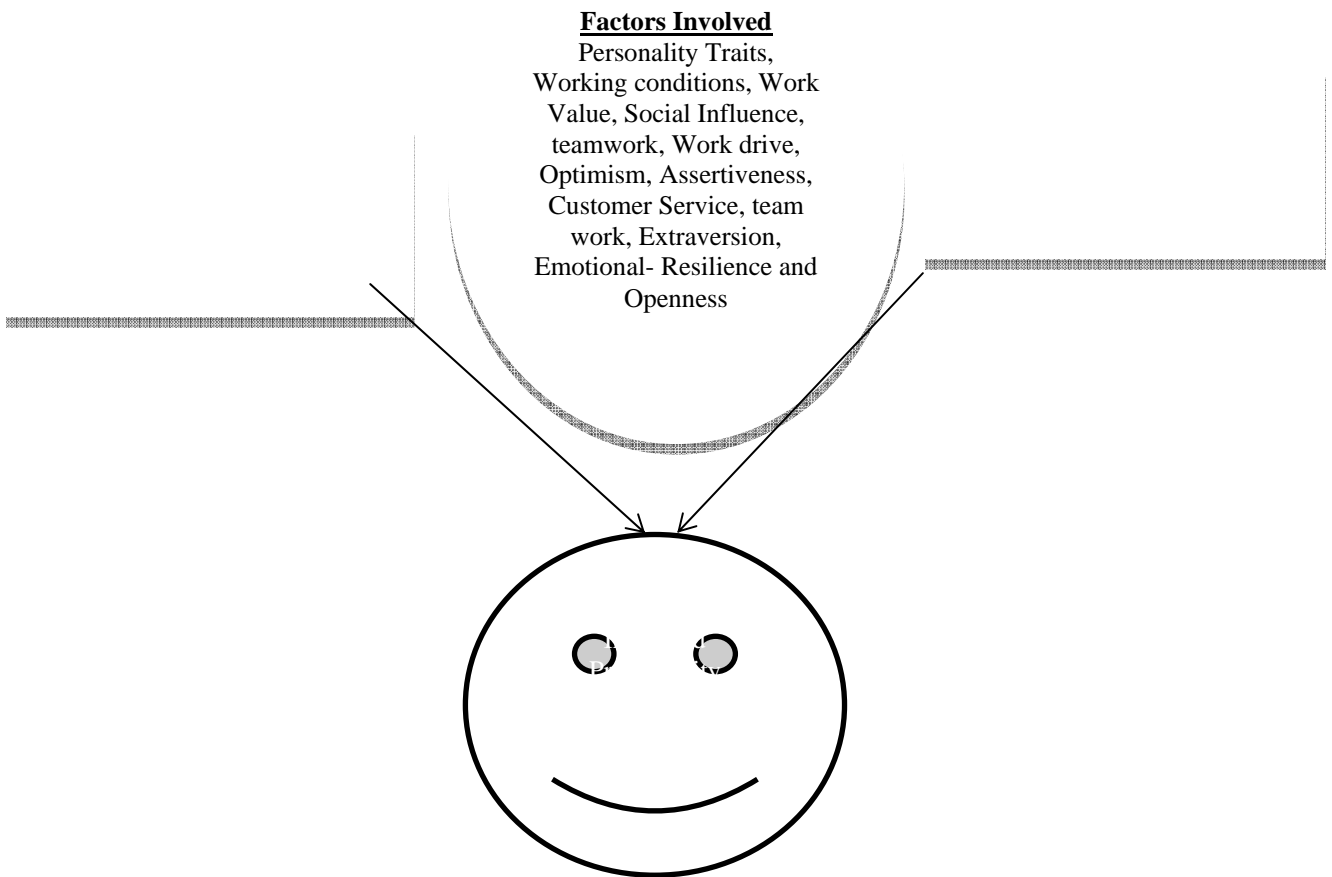 Factors Involved
Personality Traits,
Working conditions, Work
Value, Social Influence,
teamwork, Work drive,
Optimism, Assertiveness,
Customer Service, team
work, Extraversion,
Emotional- Resilience and
Openness